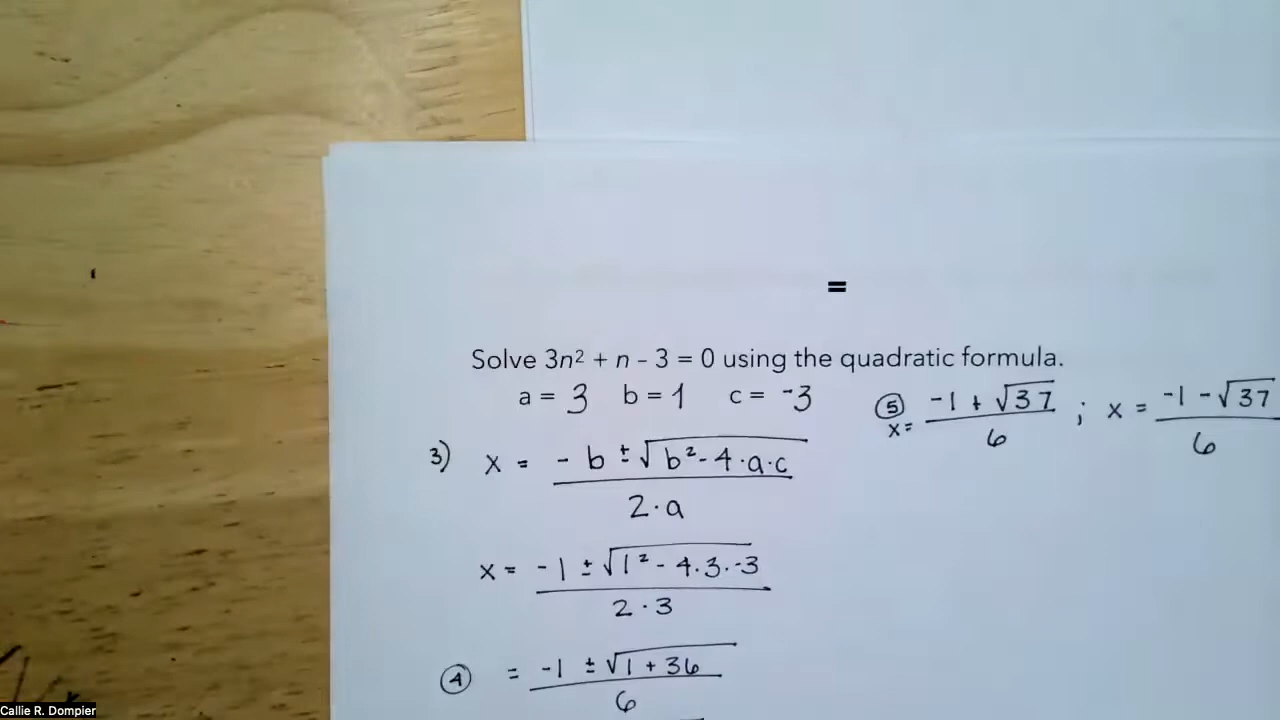 =
Solve 3n² + n - 3 = 0 using the quadratic formula.
a = 3 b = 1 c = -3
⑤ x = (-1 + √37)/6 ; x = (-1 - √37)/6
3) x = (-b ± √(b² - 4·a·c))/(2·a)
x = (-1 ± √(1² - 4·3·-3))/(2·3)
④ = (-1 ± √(1 + 36))/6
Callie R. Dompier